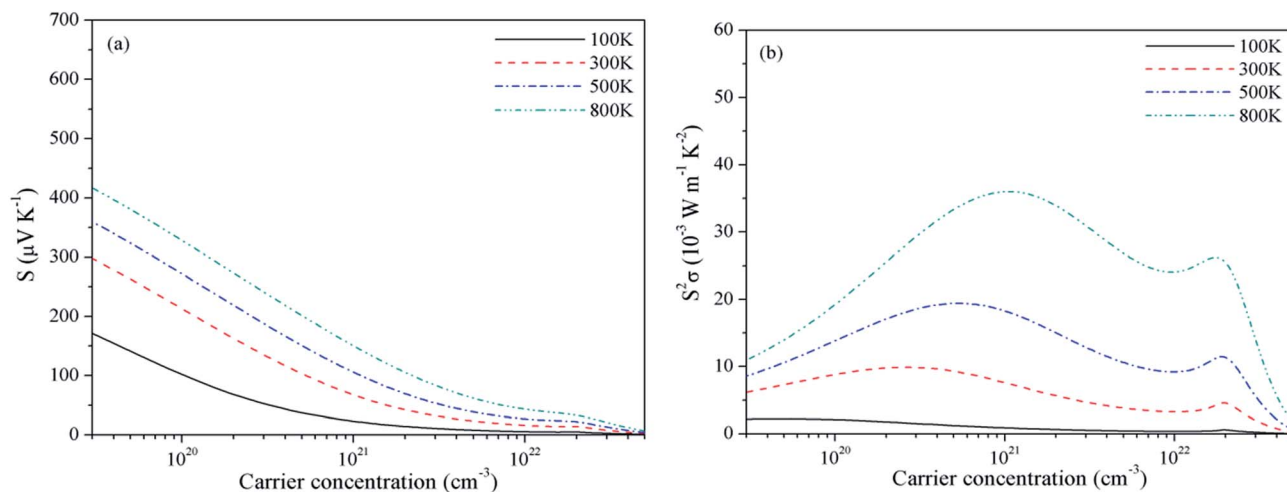 (a)
100K
300K
500K
800K
700
600
500
400
300
200
100
0
S (μV K⁻¹)
10²⁰
10²¹
10²²
Carrier concentration (cm⁻³)
(b)
100K
300K
500K
800K
60
50
40
30
20
10
0
S²σ (10⁻³ W m⁻¹ K⁻²)
10²⁰
10²¹
10²²
Carrier concentration (cm⁻³)